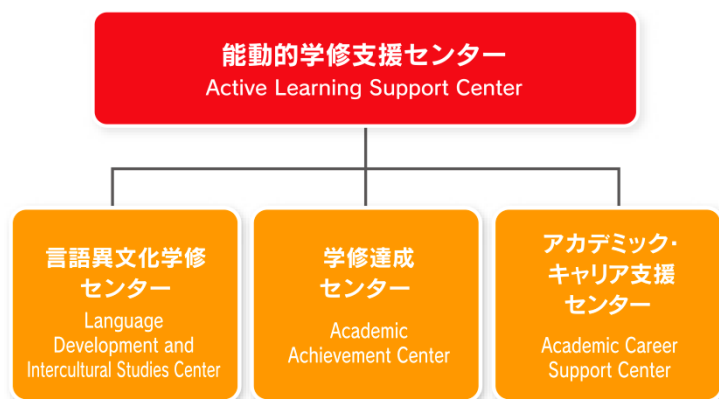 能動的学修支援センター
Active Learning Support Center
言語異文化学修
センター
Language
Development and
Intercultural Studies Center
学修達成
センター
Academic
Achievement Center
アカデミック・
キャリア支援
センター
Academic Career
Support Center